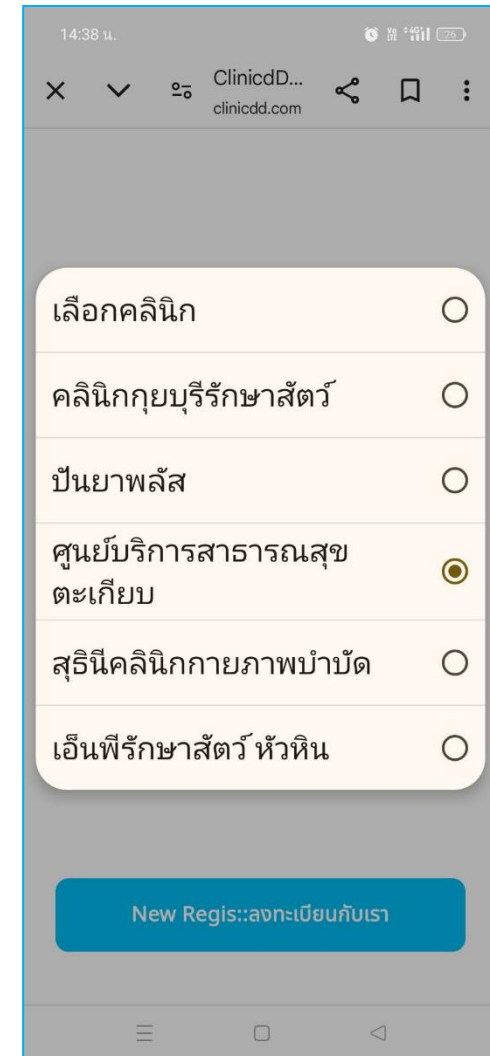 14:38 น.
26
ClinicdD...
clinicdd.com
เลือกคลินิก
คลินิกกุยบุรีรักษาสัตว์
ปันยาพลัส
ศูนย์บริการสาธารณสุข
ตะเกียบ
สุธินีคลินิกกายภาพบำบัด
เอ็นพีรักษาสัตว์ หัวหิน
New Regis::ลงทะเบียนกับเรา